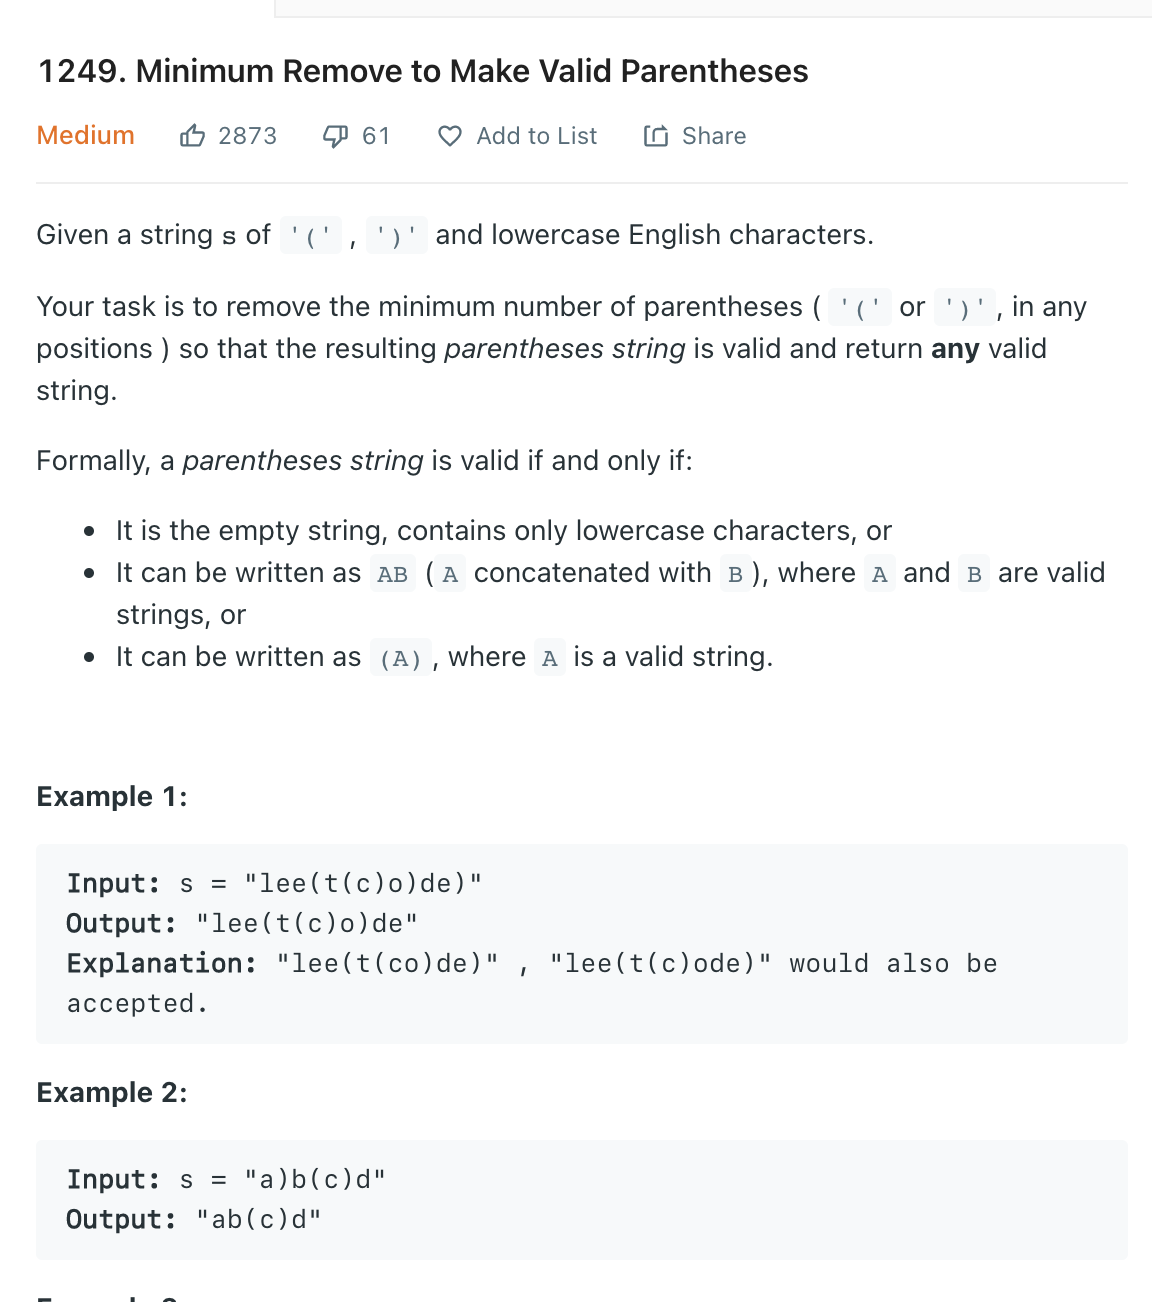 1249. Minimum Remove to Make Valid Parentheses
Medium 2873 61 Add to List Share
Given a string s of '(' , ')' and lowercase English characters.
Your task is to remove the minimum number of parentheses ( '(' or ')', in any
positions ) so that the resulting parentheses string is valid and return any valid
string.
Formally, a parentheses string is valid if and only if:
• It is the empty string, contains only lowercase characters, or
• It can be written as AB (A concatenated with B), where A and B are valid
strings, or
• It can be written as (A), where A is a valid string.
Example 1:
Input: s = "lee(t(c)o)de)"
Output: "lee(t(c)o)de"
Explanation: "lee(t(co)de)" , "lee(t(c)ode)" would also be
accepted.
Example 2:
Input: s = "a)b(c)d"
Output: "ab(c)d"